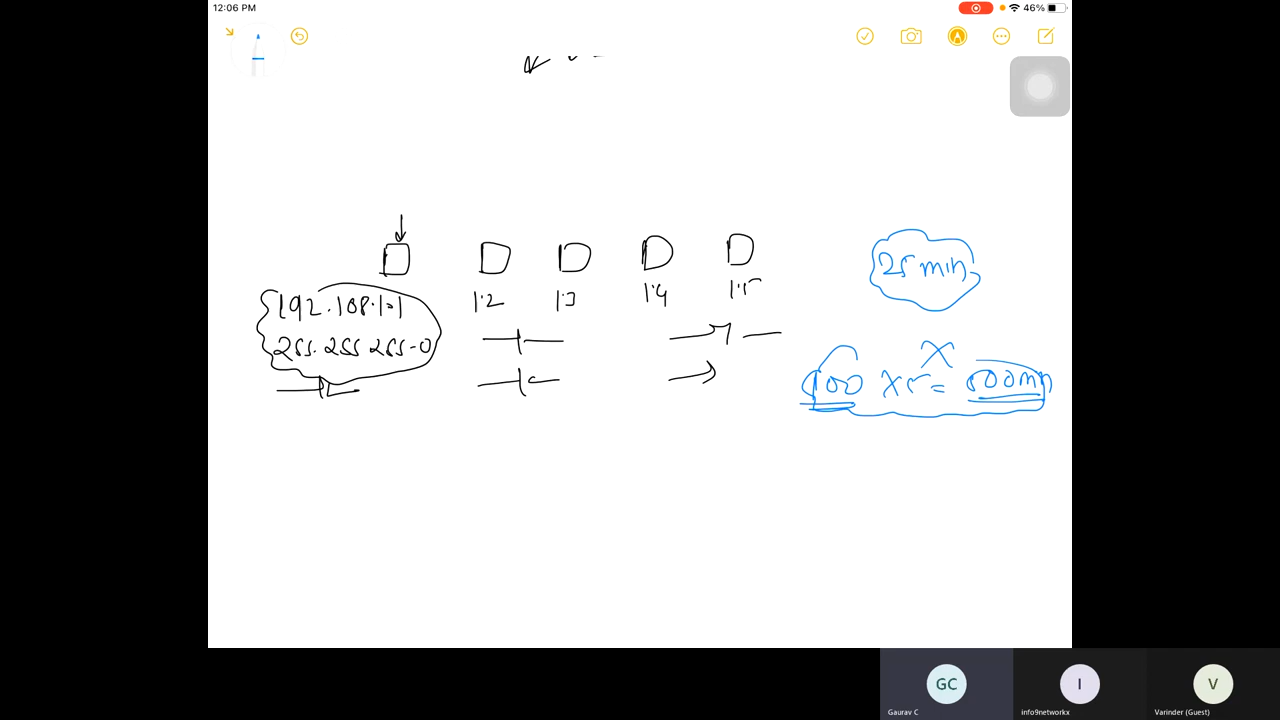 12:06 PM
46%
192.168.1.1
1.2
1.3
1.4
1.5
255.255.255.0
25 min
X
100 X 5 = 500 min
GC
Gaurav C
I
info9networkx
V
Varinder (Guest)